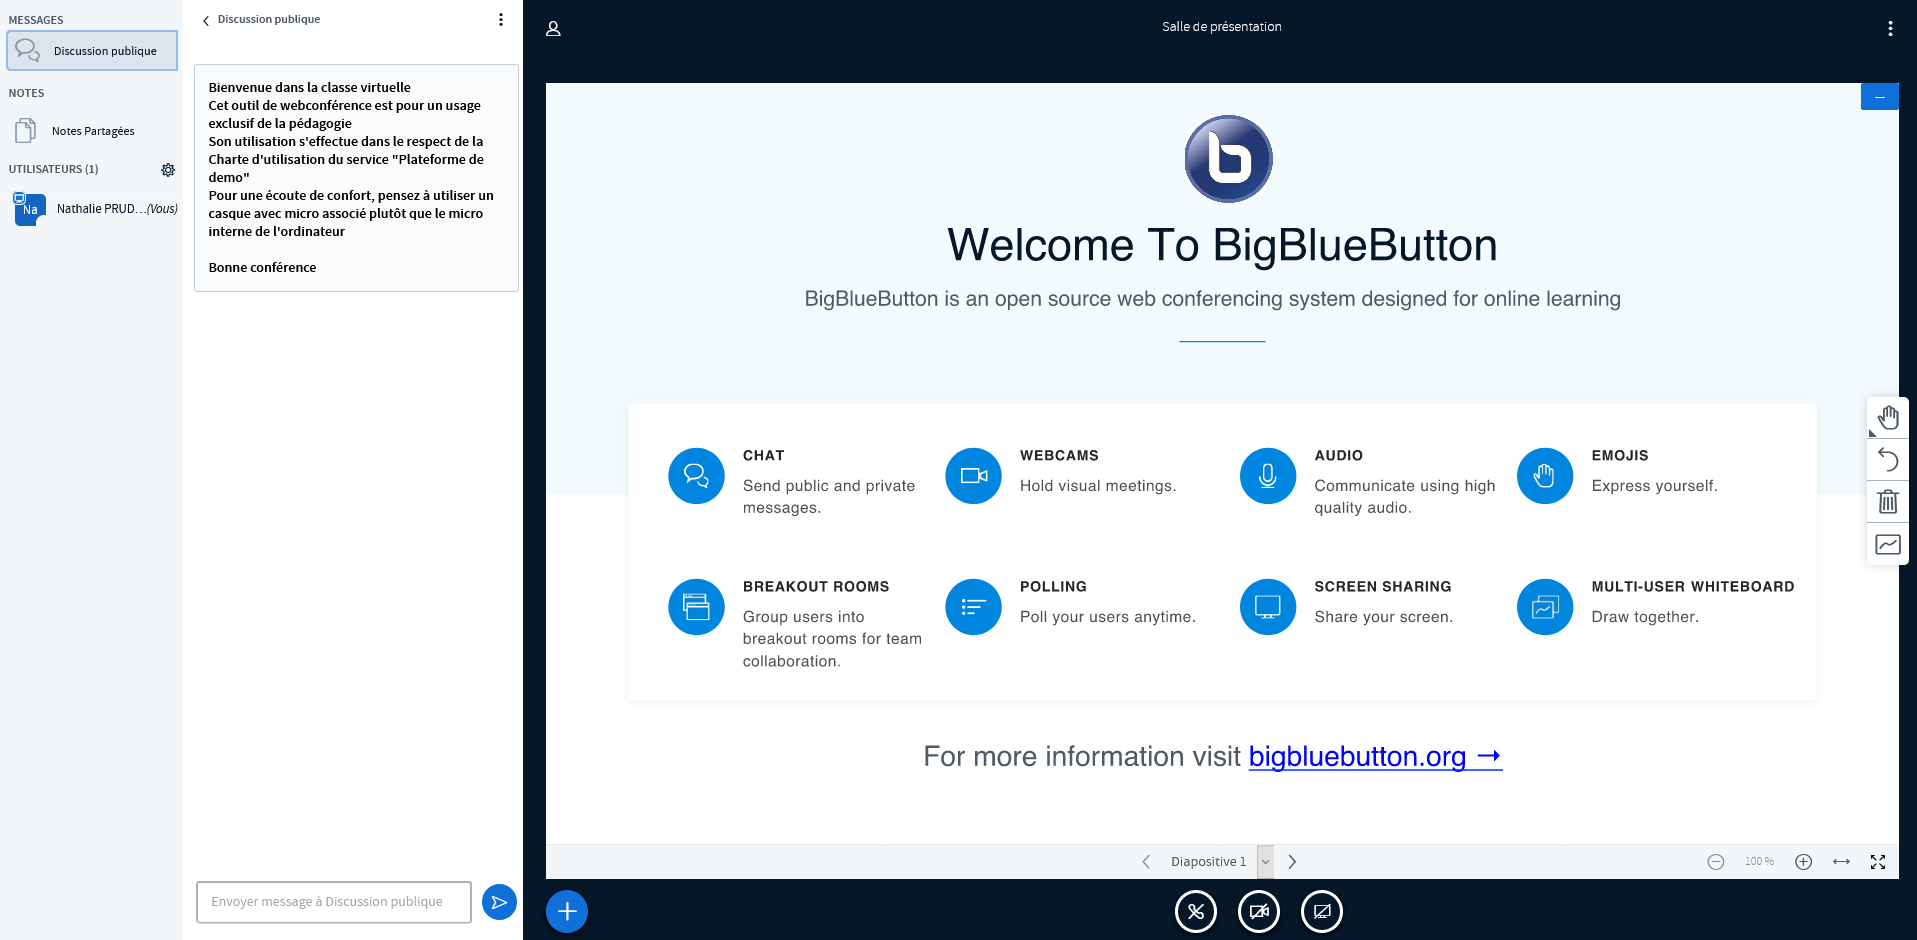 MESSAGES
Discussion publique
NOTES
Notes Partagées
UTILISATEURS (1)
Na
Nathalie PRUD...(Vous)
Discussion publique
Bienvenue dans la classe virtuelle
Cet outil de webconférence est pour un usage
exclusif de la pédagogie
Son utilisation s'effectue dans le respect de la
Charte d'utilisation du service "Plateforme de
demo"
Pour une écoute de confort, pensez à utiliser un
casque avec micro associé plutôt que le micro
interne de l'ordinateur
Bonne conférence
Envoyer message à Discussion publique
Salle de présentation
b
Welcome To BigBlueButton
BigBlueButton is an open source web conferencing system designed for online learning
CHAT
Send public and private
messages.
WEBCAMS
Hold visual meetings.
AUDIO
Communicate using high
quality audio.
EMOJIS
Express yourself.
BREAKOUT ROOMS
Group users into
breakout rooms for team
collaboration.
POLLING
Poll your users anytime.
SCREEN SHARING
Share your screen.
MULTI-USER WHITEBOARD
Draw together.
For more information visit bigbluebutton.org →
Diapositive 1
100 %